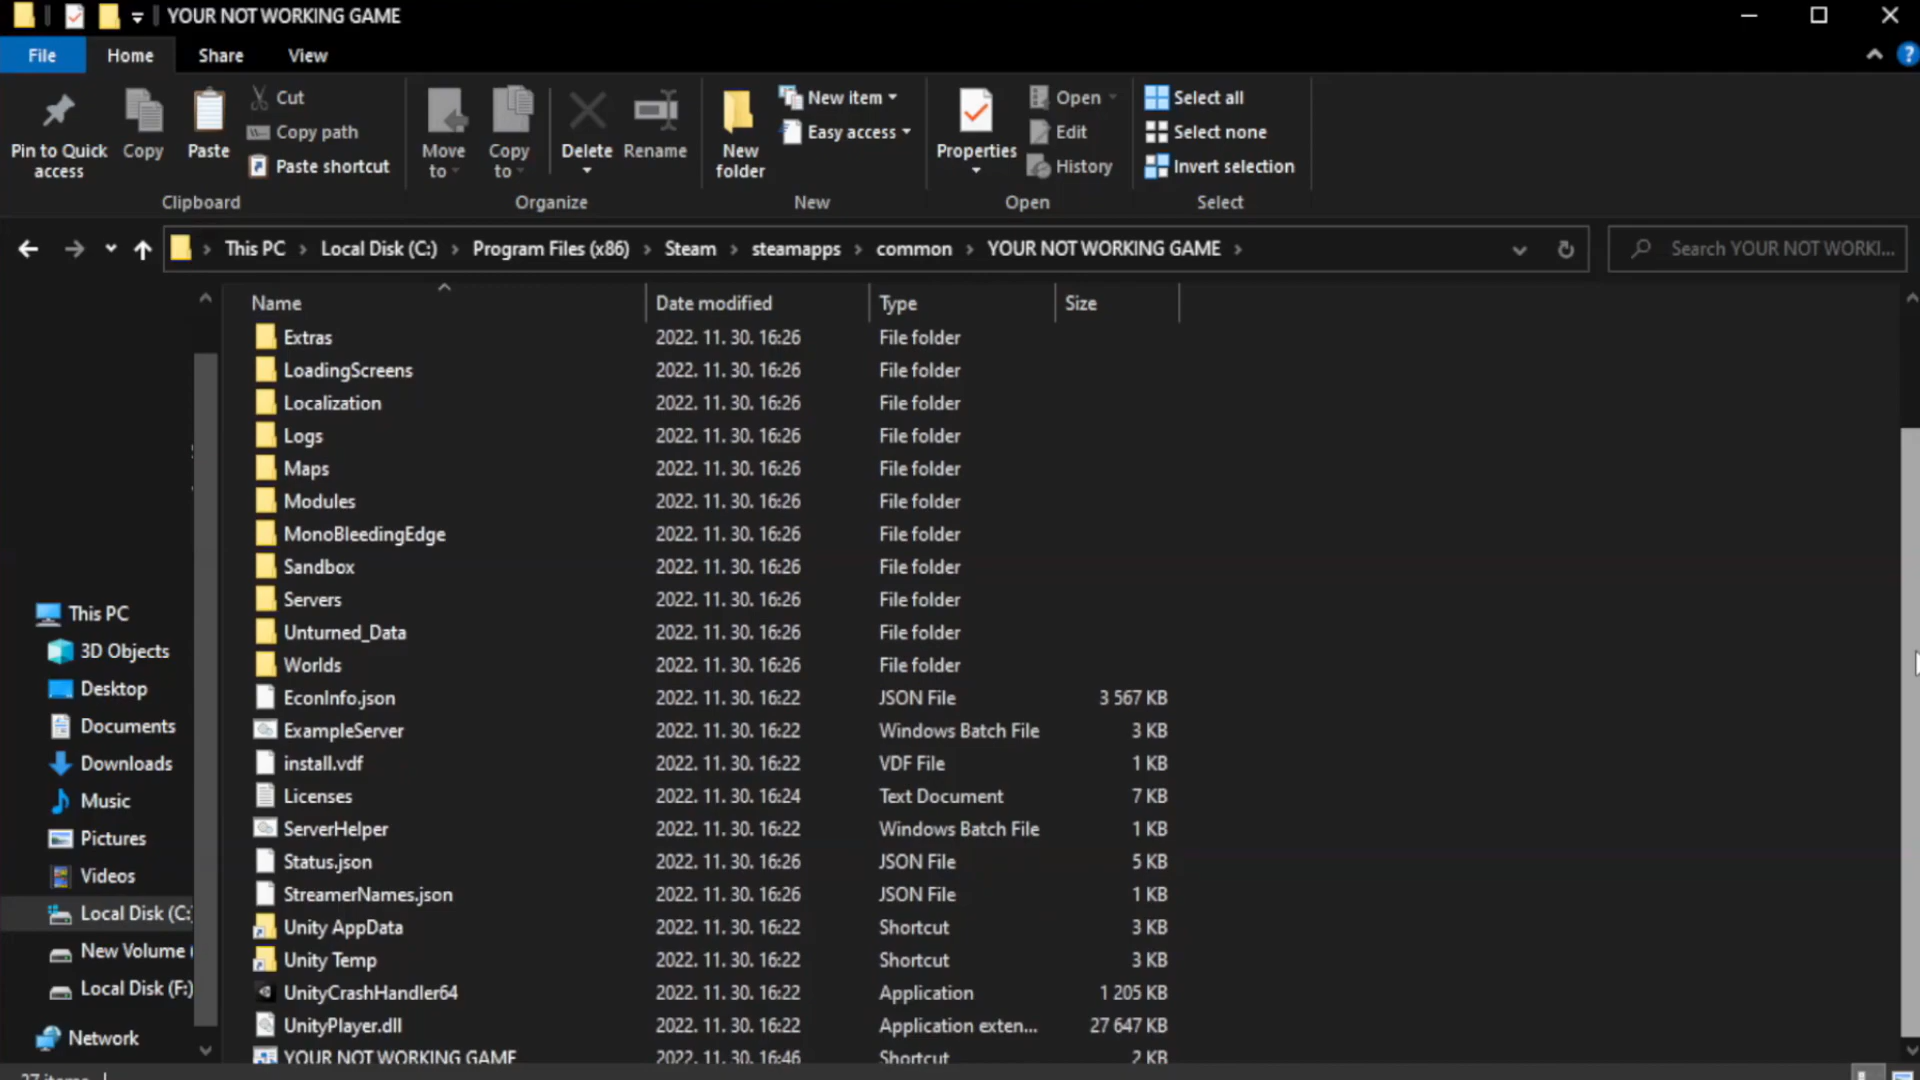 YOUR NOT WORKING GAME
File Home Share View
Pin to Quick access
Copy
Paste
Cut
Copy path
Paste shortcut
Clipboard
Move to
Copy to
Delete
Rename
Organize
New folder
New item
Easy access
New
Properties
Open
Edit
History
Open
Select all
Select none
Invert selection
Select
This PC Local Disk (C:) Program Files (x86) Steam steamapps common YOUR NOT WORKING GAME
Search YOUR NOT WORKI...
This PC
3D Objects
Desktop
Documents
Downloads
Music
Pictures
Videos
Local Disk (C:
New Volume
Local Disk (F:)
Network
Name Date modified Type Size
Extras 2022. 11. 30. 16:26 File folder
LoadingScreens 2022. 11. 30. 16:26 File folder
Localization 2022. 11. 30. 16:26 File folder
Logs 2022. 11. 30. 16:26 File folder
Maps 2022. 11. 30. 16:26 File folder
Modules 2022. 11. 30. 16:26 File folder
MonoBleedingEdge 2022. 11. 30. 16:26 File folder
Sandbox 2022. 11. 30. 16:26 File folder
Servers 2022. 11. 30. 16:26 File folder
Unturned_Data 2022. 11. 30. 16:26 File folder
Worlds 2022. 11. 30. 16:26 File folder
EconInfo.json 2022. 11. 30. 16:22 JSON File 3 567 KB
ExampleServer 2022. 11. 30. 16:22 Windows Batch File 3 KB
install.vdf 2022. 11. 30. 16:22 VDF File 1 KB
Licenses 2022. 11. 30. 16:24 Text Document 7 KB
ServerHelper 2022. 11. 30. 16:22 Windows Batch File 1 KB
Status.json 2022. 11. 30. 16:26 JSON File 5 KB
StreamerNames.json 2022. 11. 30. 16:26 JSON File 1 KB
Unity AppData 2022. 11. 30. 16:22 Shortcut 3 KB
Unity Temp 2022. 11. 30. 16:22 Shortcut 3 KB
UnityCrashHandler64 2022. 11. 30. 16:22 Application 1 205 KB
UnityPlayer.dll 2022. 11. 30. 16:22 Application exten... 27 647 KB
YOUR NOT WORKING GAME 2022. 11. 30. 16:46 Shortcut 2 KB